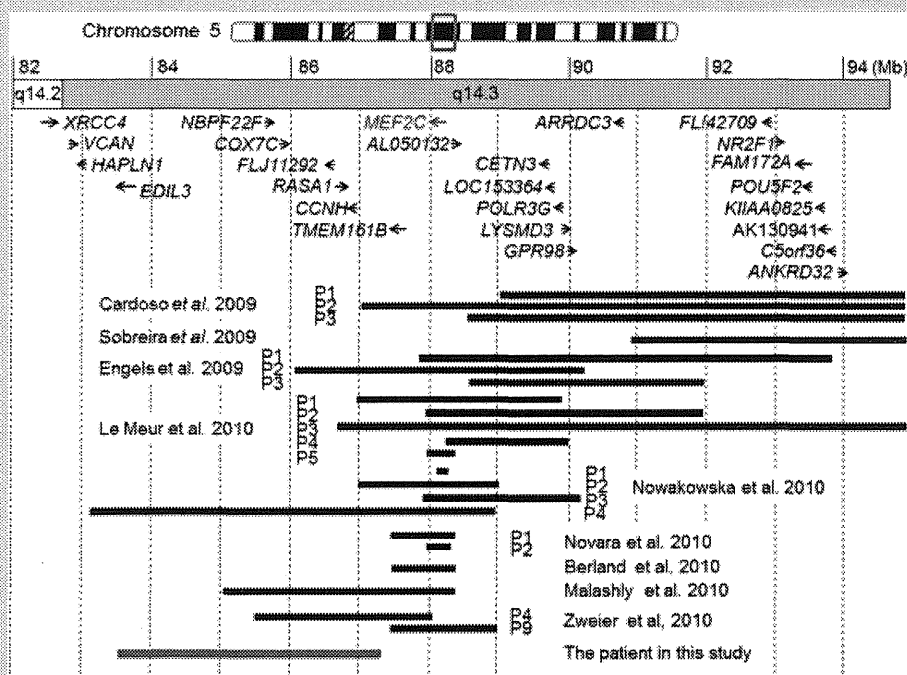 Chromosome 5
82 84 86 88 90 92 94 (Mb)
q14.2 q14.3
XRCC4 NBPF22F MEF2C ARRDC3 FLJ42709
VCAN COX7C AL050132 NR2F1
HAPLN1 FLJ11292 CETN3 FAM172A
EDIL3 RASA1 LOC153364 POU5F2
CCNH POLR3G KIIAA0825
TMEM161B LYSMD3 AK130941
GPR98 C5orf36
ANKRD32
P1
Cardoso et al. 2009 P2
P3
Sobreira et al. 2009
P1
Engels et al. 2009 P2
P3
P1
P2
Le Meur et al. 2010 P3
P4
P5
P1
P2 Nowakowska et al. 2010
P3
P4
P1 Novara et al. 2010
P2
Berland et al, 2010
Malashly et al. 2010
P4 Zweier et al, 2010
P9
The patient in this study